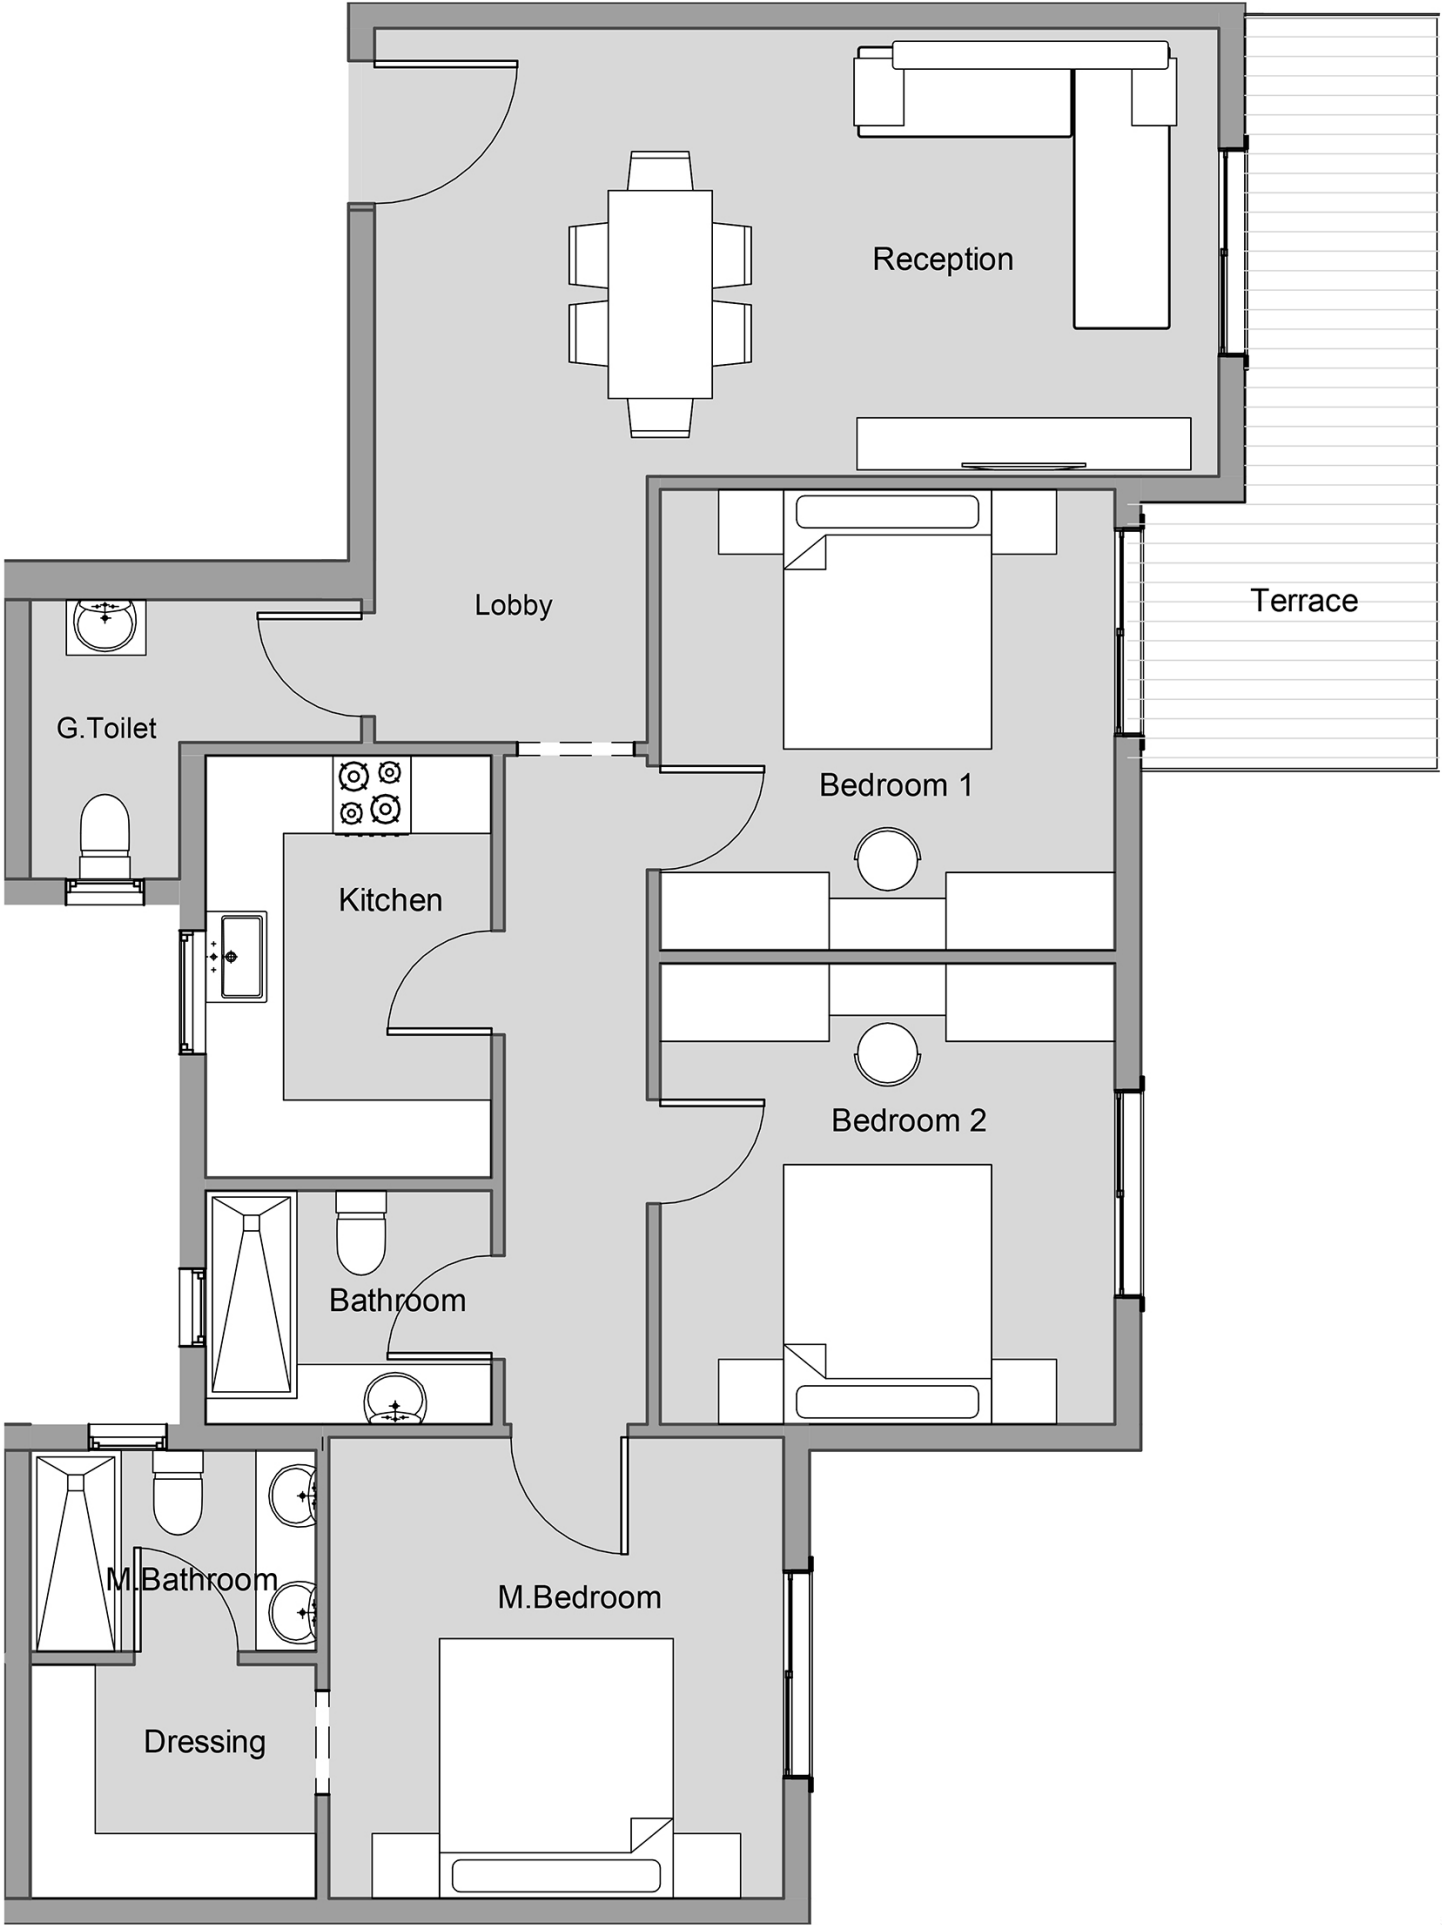 Reception
Terrace
Lobby
G.Toilet
Bedroom 1
Kitchen
Bedroom 2
Bathroom
M.Bathroom
M.Bedroom
Dressing